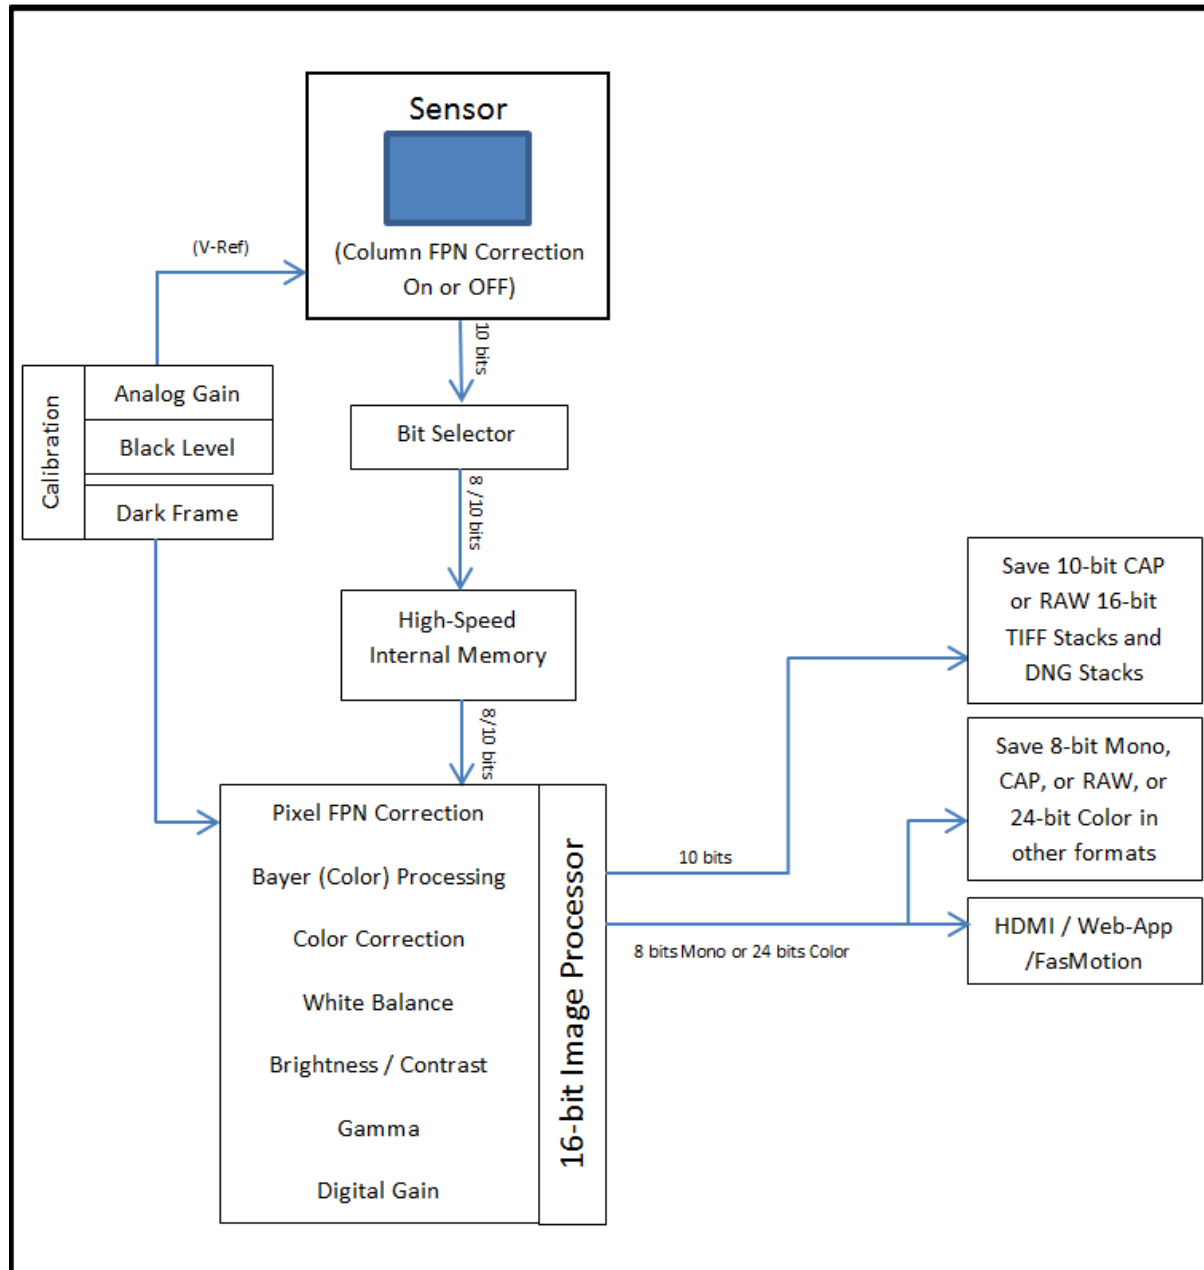 Sensor
(Column FPN Correction
On or OFF)
(V-Ref)
10 bits
Calibration
Analog Gain
Black Level
Dark Frame
Bit Selector
8 /10 bits
High-Speed
Internal Memory
8/10 bits
Pixel FPN Correction
Bayer (Color) Processing
Color Correction
White Balance
Brightness / Contrast
Gamma
Digital Gain
16-bit Image Processor
10 bits
8 bits Mono or 24 bits Color
Save 10-bit CAP
or RAW 16-bit
TIFF Stacks and
DNG Stacks
Save 8-bit Mono,
CAP, or RAW, or
24-bit Color in
other formats
HDMI / Web-App
/FasMotion